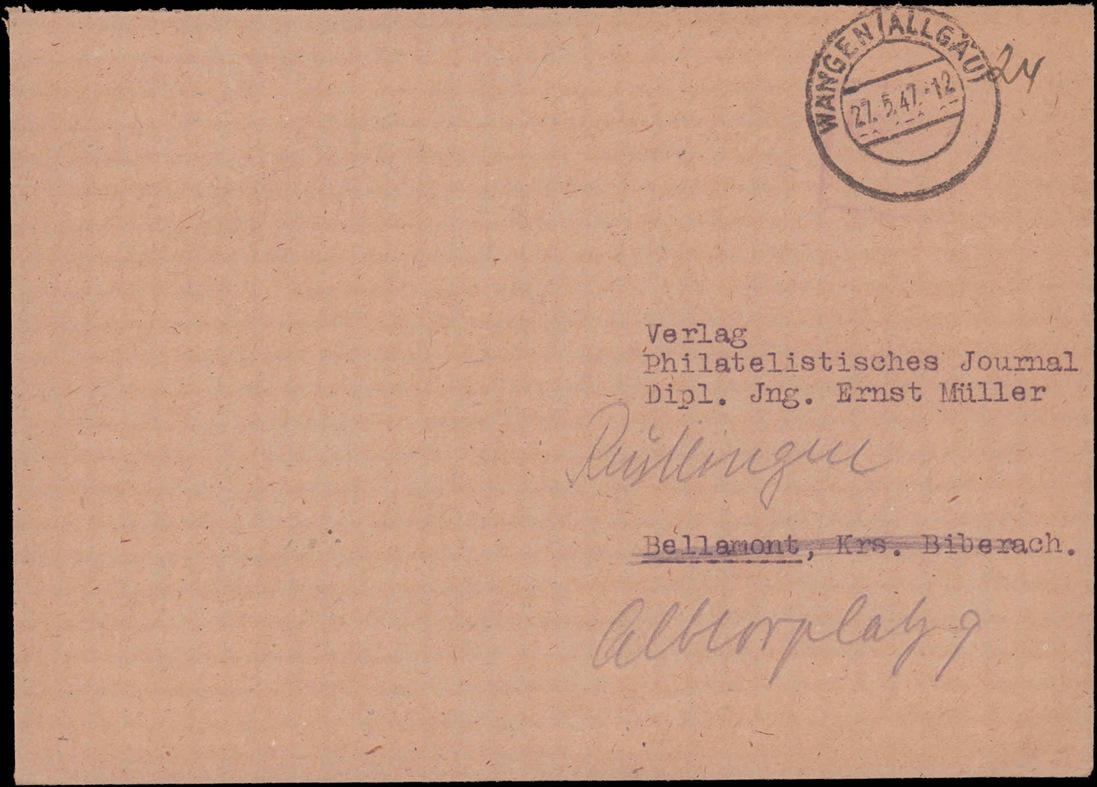 WANGEN (ALLGÄU)
27.5.47.-12
24
Verlag
Philatelistisches Journal
Dipl. Jng. Ernst Müller
Reutlingen
Bellamont, Krs. Biberach.
Albtorplatz 9